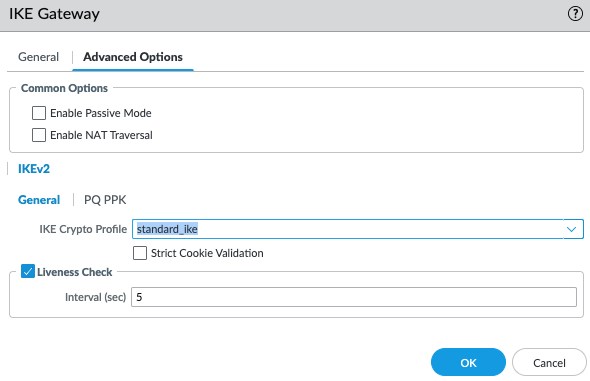 IKE Gateway
General Advanced Options
Common Options
Enable Passive Mode
Enable NAT Traversal
IKEv2
General PQ PPK
IKE Crypto Profile standard_ike
Strict Cookie Validation
Liveness Check
Interval (sec) 5
OK Cancel